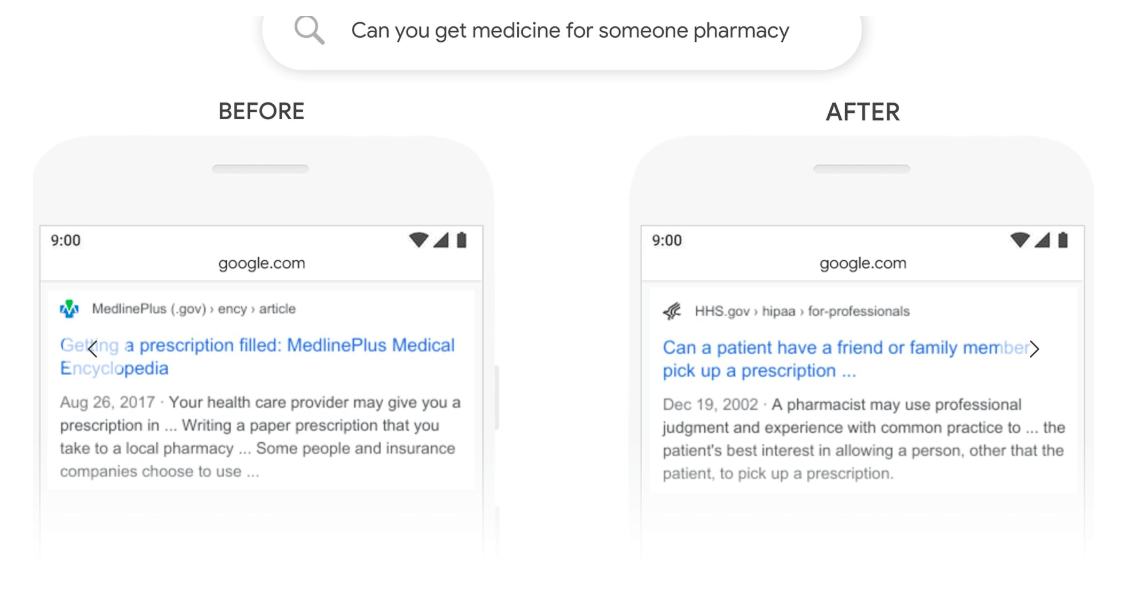 Can you get medicine for someone pharmacy
BEFORE
9:00
google.com
MedlinePlus (.gov) › ency › article
Getting a prescription filled: MedlinePlus Medical
Encyclopedia
Aug 26, 2017 · Your health care provider may give you a
prescription in ... Writing a paper prescription that you
take to a local pharmacy ... Some people and insurance
companies choose to use ...
AFTER
9:00
google.com
HHS.gov › hipaa › for-professionals
Can a patient have a friend or family member
pick up a prescription ...
Dec 19, 2002 · A pharmacist may use professional
judgment and experience with common practice to ... the
patient's best interest in allowing a person, other that the
patient, to pick up a prescription.